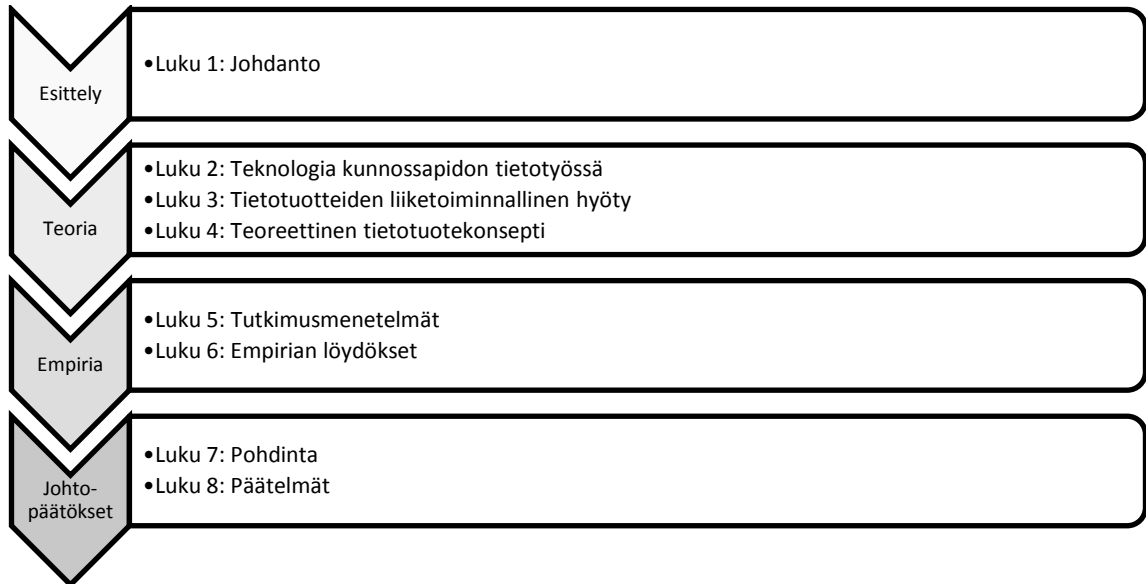 Esittely
•Luku 1: Johdanto
Teoria
•Luku 2: Teknologia kunnossapidon tietotyössä
•Luku 3: Tietotuotteiden liiketoiminnallinen hyöty
•Luku 4: Teoreettinen tietotuotekonsepti
Empiria
•Luku 5: Tutkimusmenetelmät
•Luku 6: Empirian löydökset
Johto-
päätökset
•Luku 7: Pohdinta
•Luku 8: Päätelmät